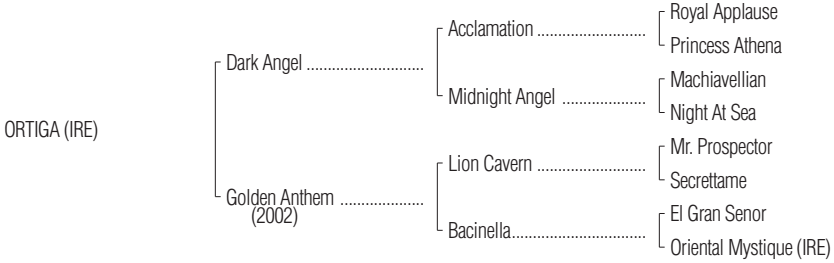 Royal Applause
Acclamation ..........................
Princess Athena
Dark Angel ............................
Machiavellian
Midnight Angel ....................
Night At Sea
ORTIGA (IRE)
Mr. Prospector
Lion Cavern ..........................
Secrettame
Golden Anthem ....................
(2002)
El Gran Senor
Bacinella................................
Oriental Mystique (IRE)